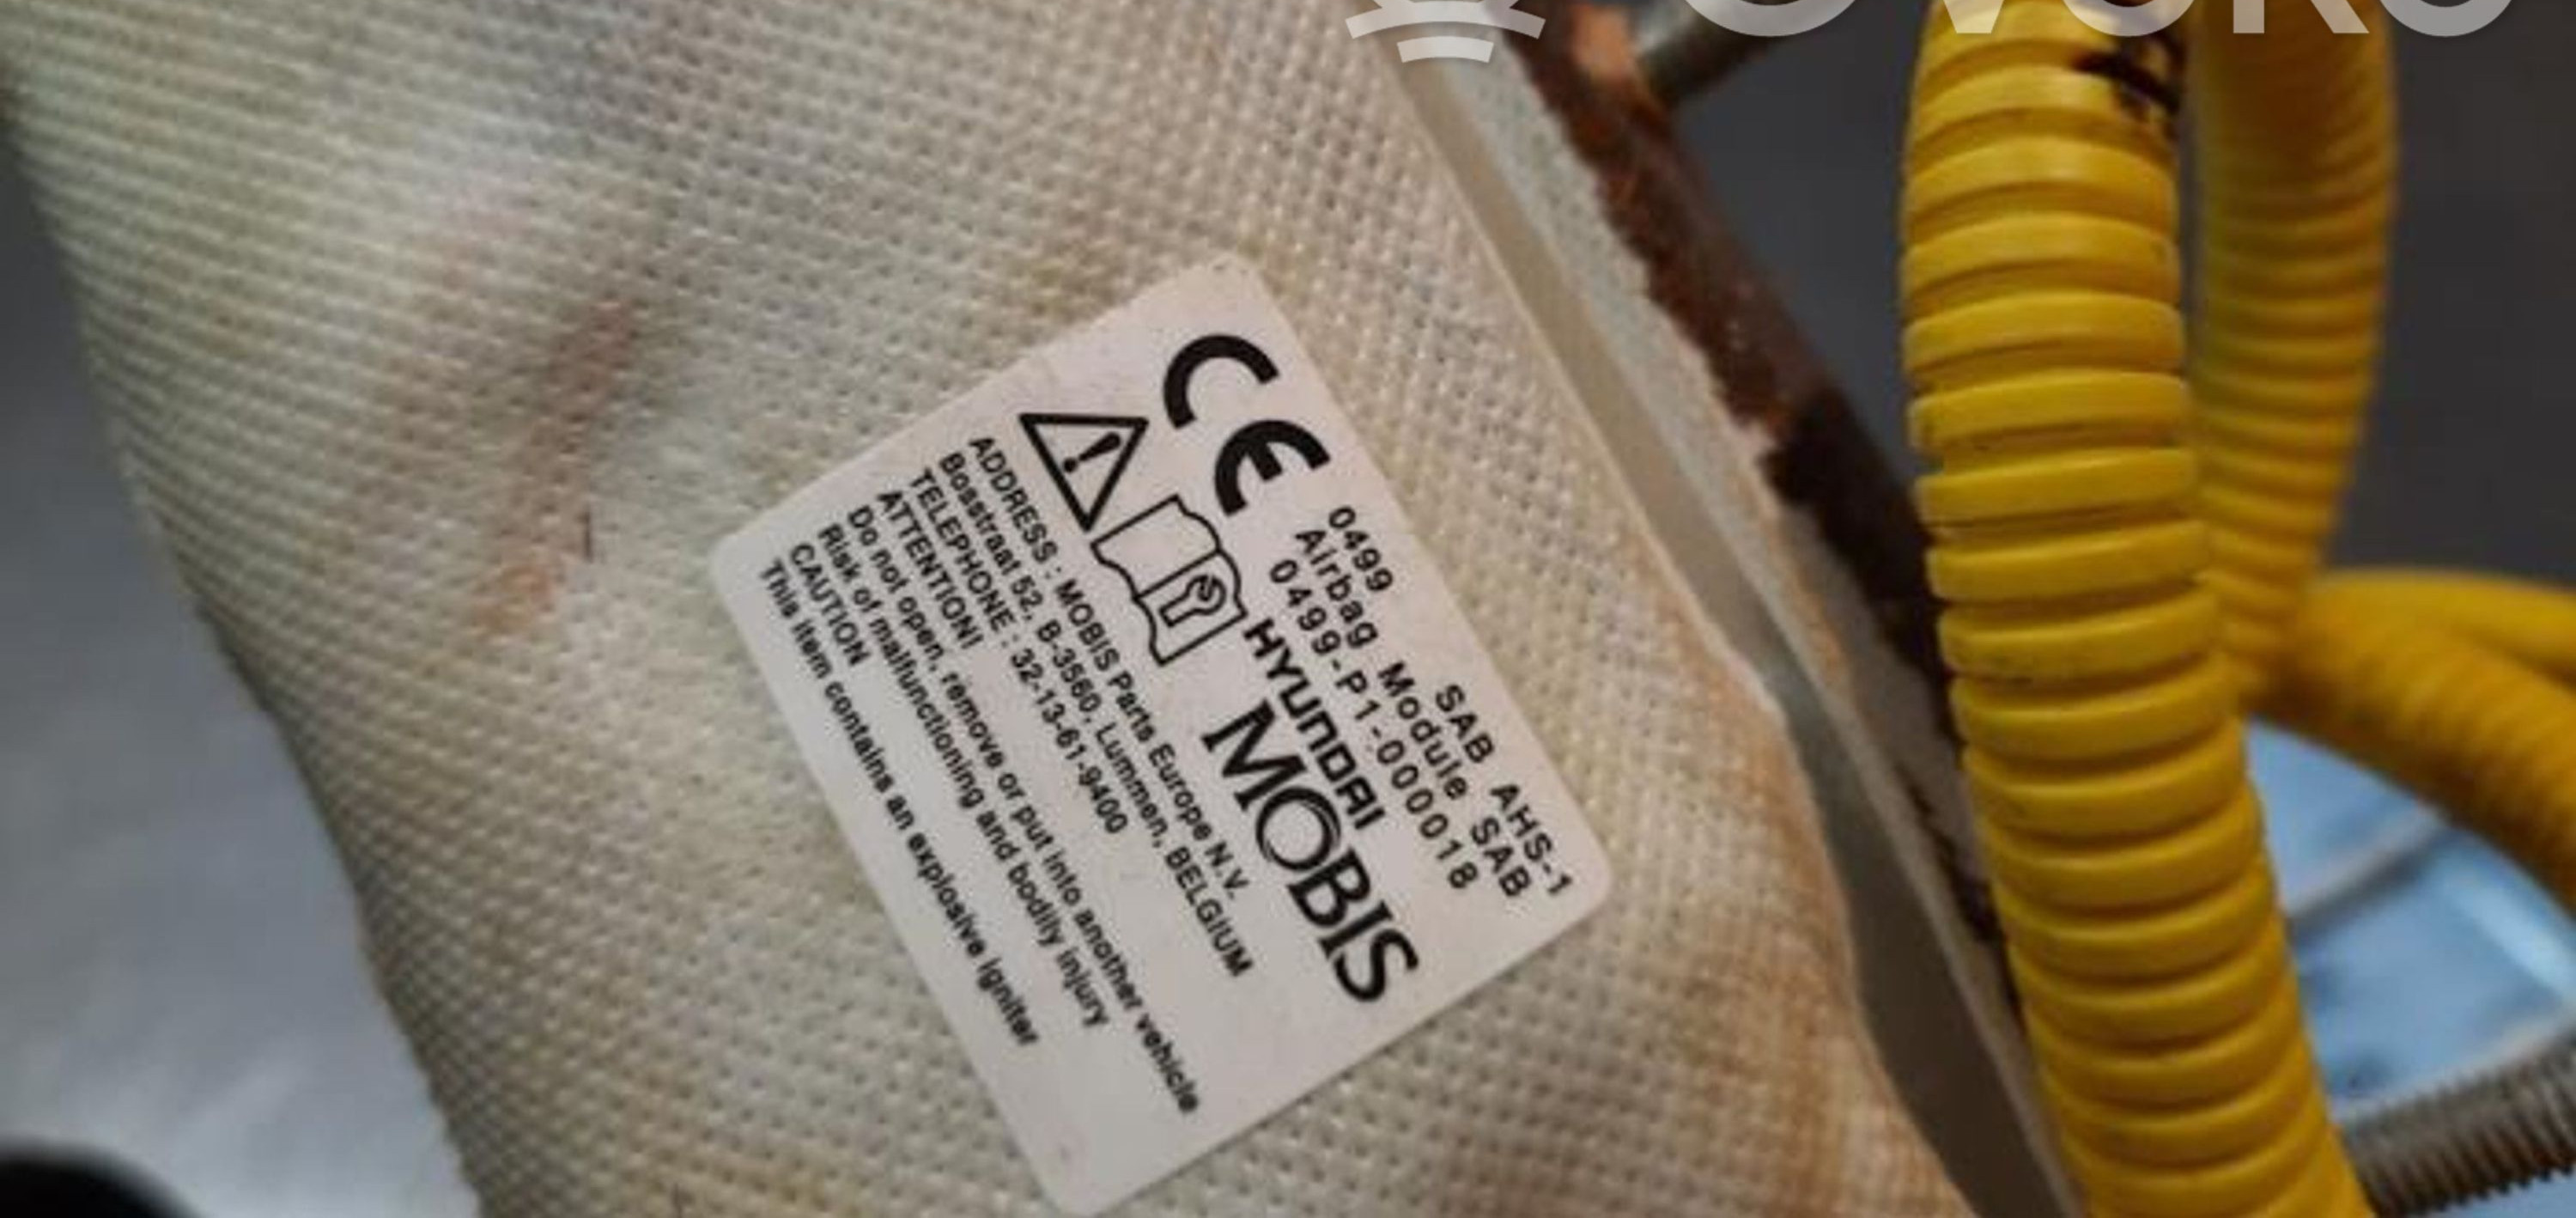 CE 0499 SAB AHS-1
Airbag Module SAB
0499-P1-000018
HYUNDAI
MOBIS
ADDRESS : MOBIS Parts Europe N.V.
Bosstraat 52, B-3560, Lummen, BELGIUM
TELEPHONE : 32-13-61-9400
ATTENTION!
Do not open, remove or put into another vehicle
Risk of malfunctioning and bodily injury
CAUTION
This item contains an explosive igniter